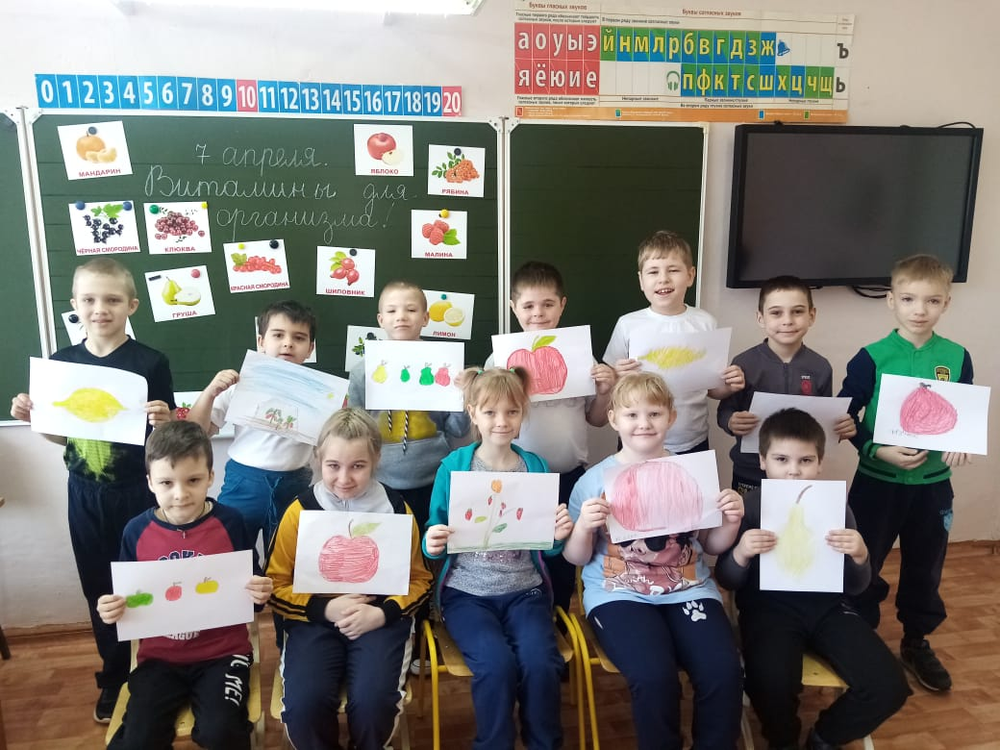 Буквы гласных звуков
Буквы согласных звуков
а о у ы э й н м л р б в г д з ж
я ё ю и е п ф к т с ш х ц ч щ
Ъ
Ь
0 1 2 3 4 5 6 7 8 9 10 11 12 13 14 15 16 17 18 19 20
7 апреля.
Витамины для
организма!
МАНДАРИН
ЯБЛОКО
РЯБИНА
ЧЁРНАЯ СМОРОДИНА
КЛЮКВА
МАЛИНА
КРАСНАЯ СМОРОДИНА
ШИПОВНИК
ГРУША
ЛИМОН